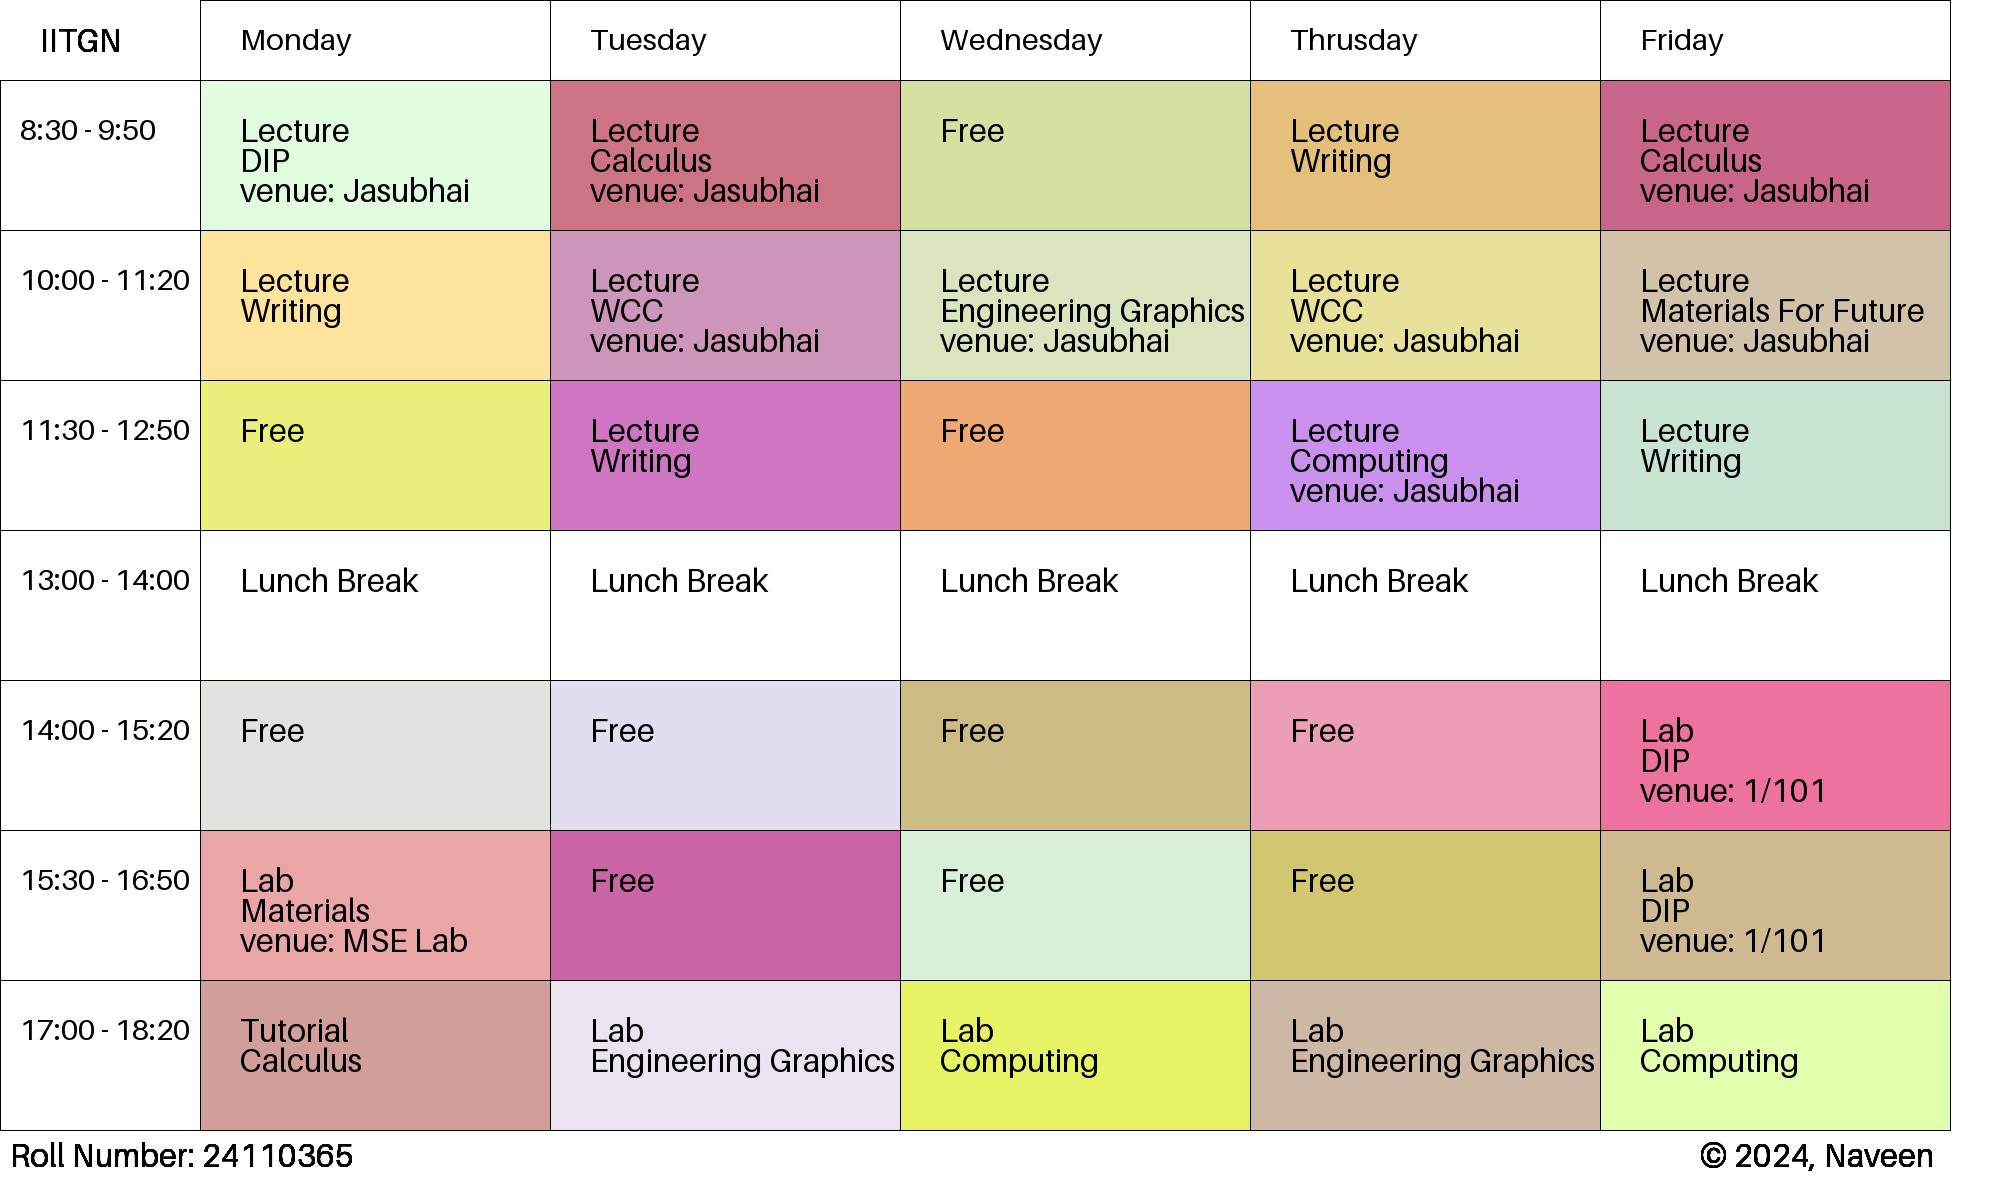 IITGN Monday Tuesday Wednesday Thrusday Friday
8:30 - 9:50
Lecture
DIP
venue: Jasubhai
Lecture
Calculus
venue: Jasubhai
Free
Lecture
Writing
Lecture
Calculus
venue: Jasubhai
10:00 - 11:20
Lecture
Writing
Lecture
WCC
venue: Jasubhai
Lecture
Engineering Graphics
venue: Jasubhai
Lecture
WCC
venue: Jasubhai
Lecture
Materials For Future
venue: Jasubhai
11:30 - 12:50
Free
Lecture
Writing
Free
Lecture
Computing
venue: Jasubhai
Lecture
Writing
13:00 - 14:00
Lunch Break
Lunch Break
Lunch Break
Lunch Break
Lunch Break
14:00 - 15:20
Free
Free
Free
Free
Lab
DIP
venue: 1/101
15:30 - 16:50
Lab
Materials
venue: MSE Lab
Free
Free
Free
Lab
DIP
venue: 1/101
17:00 - 18:20
Tutorial
Calculus
Lab
Engineering Graphics
Lab
Computing
Lab
Engineering Graphics
Lab
Computing
Roll Number: 24110365
© 2024, Naveen